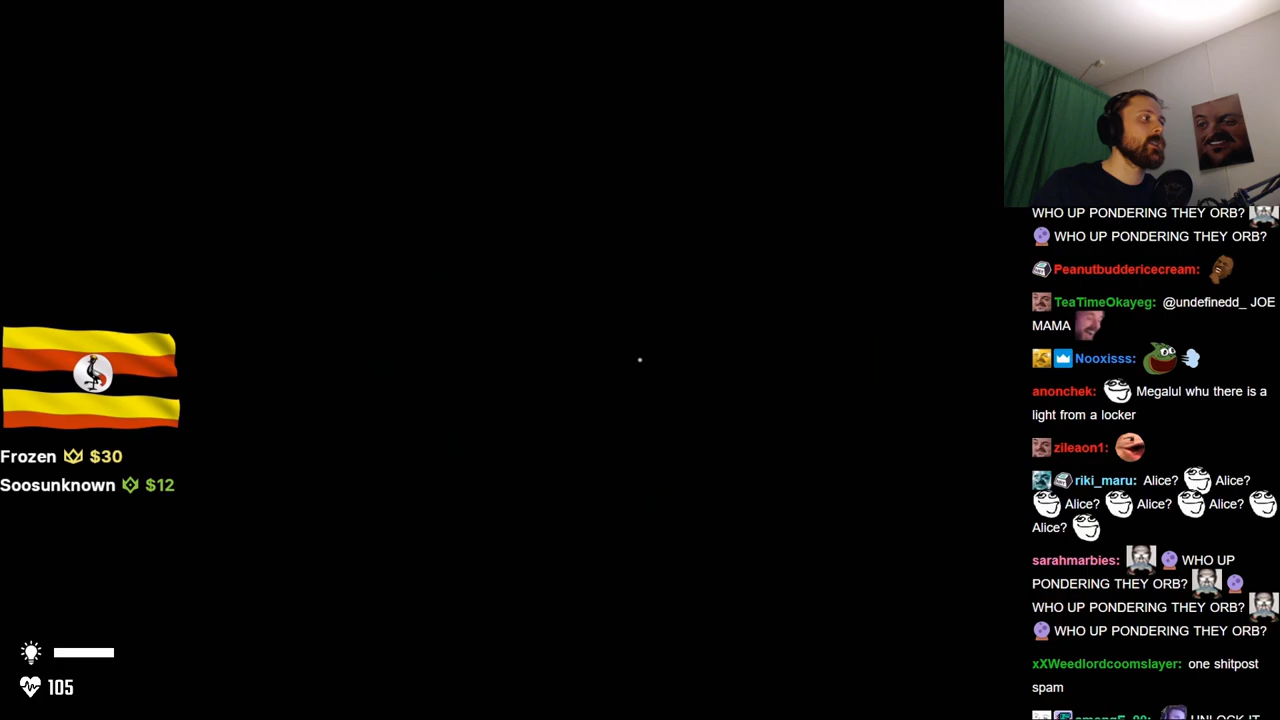 WHO UP PONDERING THEY ORB?
WHO UP PONDERING THEY ORB?
Peanutbuddericecream:
TeaTimeOkayeg: @undefinedd_ JOE
MAMA
Nooxisss:
anonchek: Megalul whu there is a
light from a locker
zileaon1:
riki_maru: Alice? Alice?
Alice? Alice? Alice?
Alice?
sarahmarbies: WHO UP
PONDERING THEY ORB?
WHO UP PONDERING THEY ORB?
WHO UP PONDERING THEY ORB?
xXWeedlordcoomslayer: one shitpost
spam
UNLOCK IT
Frozen $30
Soosunknown $12
105